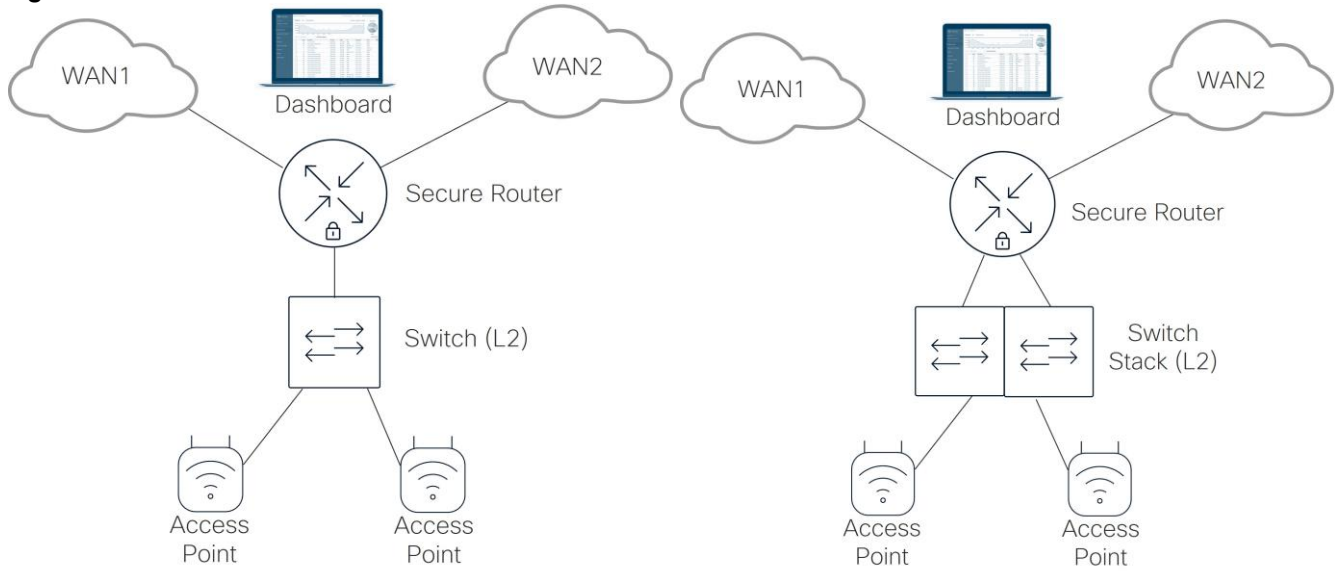 WAN1
Dashboard
WAN2
Secure Router
Switch (L2)
Access
Point
Access
Point
WAN1
Dashboard
WAN2
Secure Router
Switch
Stack (L2)
Access
Point
Access
Point